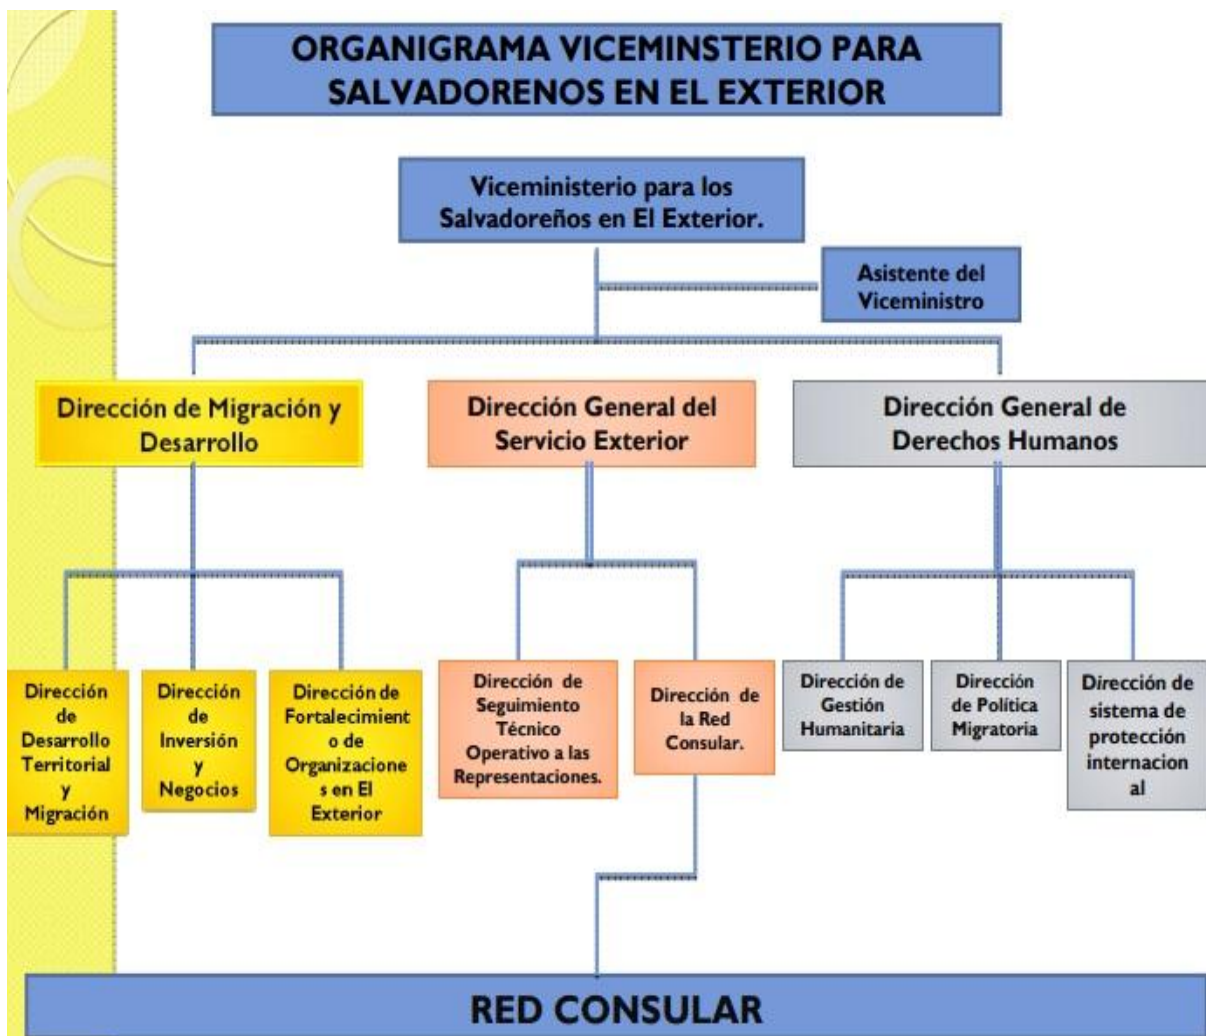 ORGANIGRAMA VICEMINSTERIO PARA
SALVADORENOS EN EL EXTERIOR
Viceministerio para los
Salvadoreños en El Exterior.
Asistente del
Viceministro
Dirección de Migración y
Desarrollo
Dirección General del
Servicio Exterior
Dirección General de
Derechos Humanos
Dirección
de
Desarrollo
Territorial
y
Migración
Dirección
de
Inversión
y
Negocios
Dirección de
Fortalecimient
o de
Organizacione
s en El
Exterior
Dirección de
Seguimiento
Técnico
Operativo a las
Representaciones.
Dirección de
la Red
Consular.
Dirección de
Gestión
Humanitaria
Dirección
de Política
Migratoria
Dirección de
sistema de
protección
internacion
al
RED CONSULAR